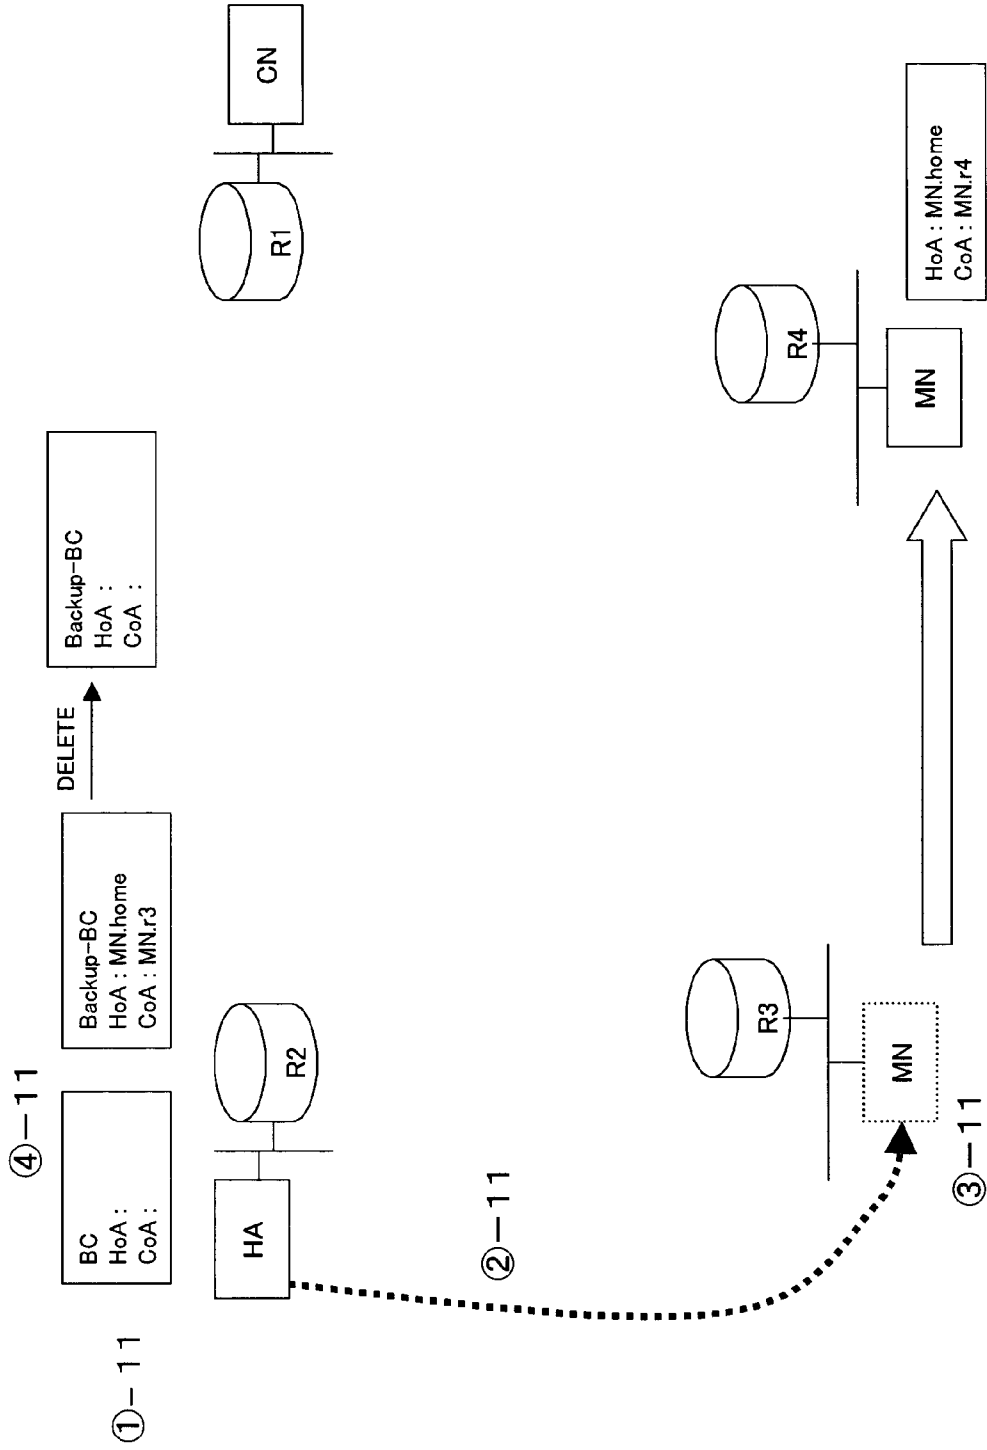 ①-11
④-11
BC
HoA :
CoA :
Backup-BC
HoA : MN.home
CoA : MN.r3
DELETE
Backup-BC
HoA :
CoA :
HA
R2
R1
CN
②-11
③-11
MN
R3
R4
MN
HoA : MN.home
CoA : MN.r4